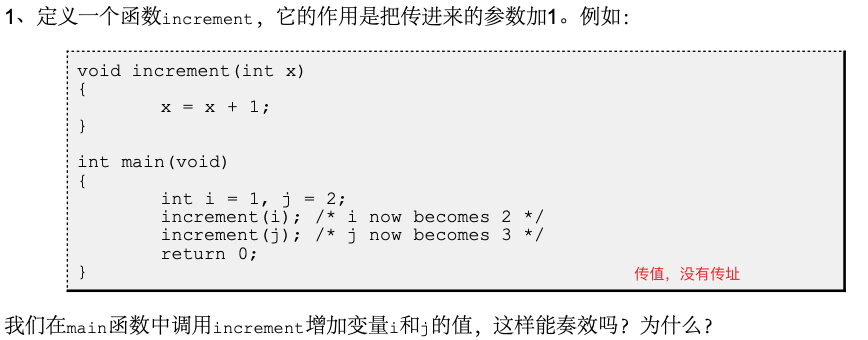 1、定义一个函数increment，它的作用是把传进来的参数加1。例如：
void increment(int x)
{
        x = x + 1;
}
int main(void)
{
        int i = 1, j = 2;
        increment(i); /* i now becomes 2 */
        increment(j); /* j now becomes 3 */
        return 0;
}
传值，没有传址
我们在main函数中调用increment增加变量i和j的值，这样能奏效吗？为什么？